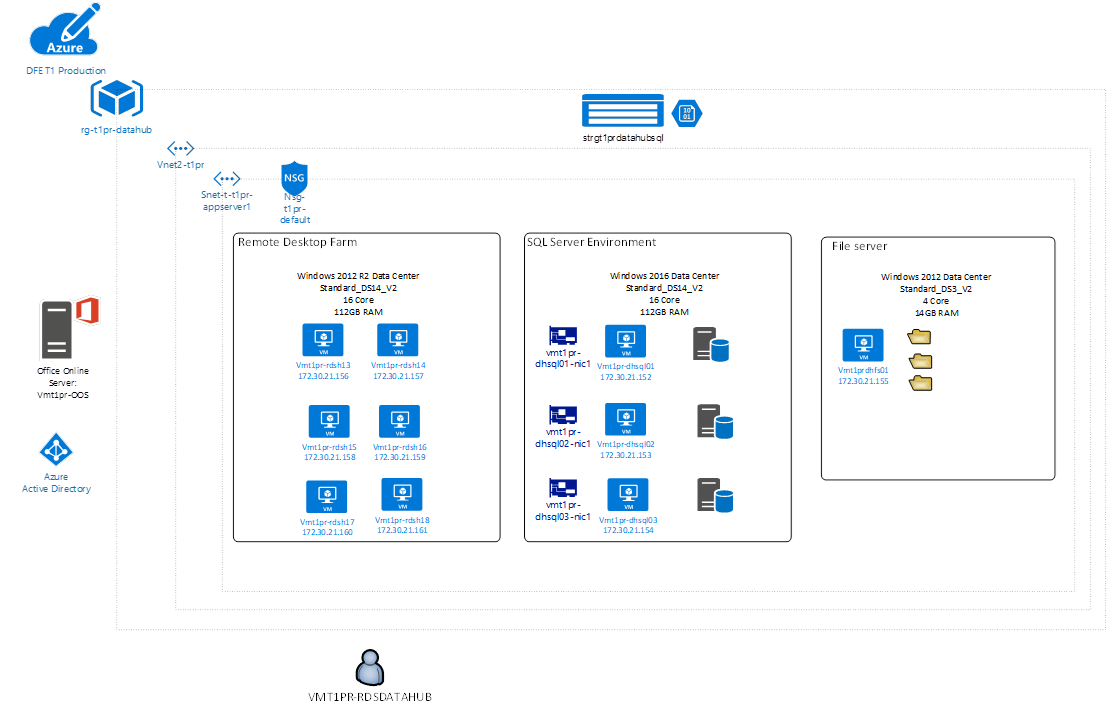 Azure
DFE T1 Production
rg-t1pr-datahub
strgt1prdatahubsql
Vnet2-t1pr
Snet-t-t1pr-
appserver1
NSG
Nsg-
t1pr-
default
Remote Desktop Farm
Windows 2012 R2 Data Center
Standard_DS14_V2
16 Core
112GB RAM
VM
Vmt1pr-rdsh13
172.30.21.156
VM
Vmt1pr-rdsh14
172.30.21.157
VM
Vmt1pr-rdsh15
172.30.21.158
VM
Vmt1pr-rdsh16
172.30.21.159
VM
Vmt1pr-rdsh17
172.30.21.160
VM
Vmt1pr-rdsh18
172.30.21.161
SQL Server Environment
Windows 2016 Data Center
Standard_DS14_V2
16 Core
112GB RAM
vmt1pr-
dhsql01-nic1
VM
Vmt1pr-dhsql01
172.30.21.152
vmt1pr-
dhsql02-nic1
VM
Vmt1pr-dhsql02
172.30.21.153
vmt1pr-
dhsql03-nic1
VM
Vmt1pr-dhsql03
172.30.21.154
File server
Windows 2012 Data Center
Standard_DS3_V2
4 Core
14GB RAM
VM
Vmt1prdhfs01
172.30.21.155
Office Online
Server:
Vmt1pr-OOS
Azure
Active Directory
VMT1PR-RDSDATAHUB
10
01